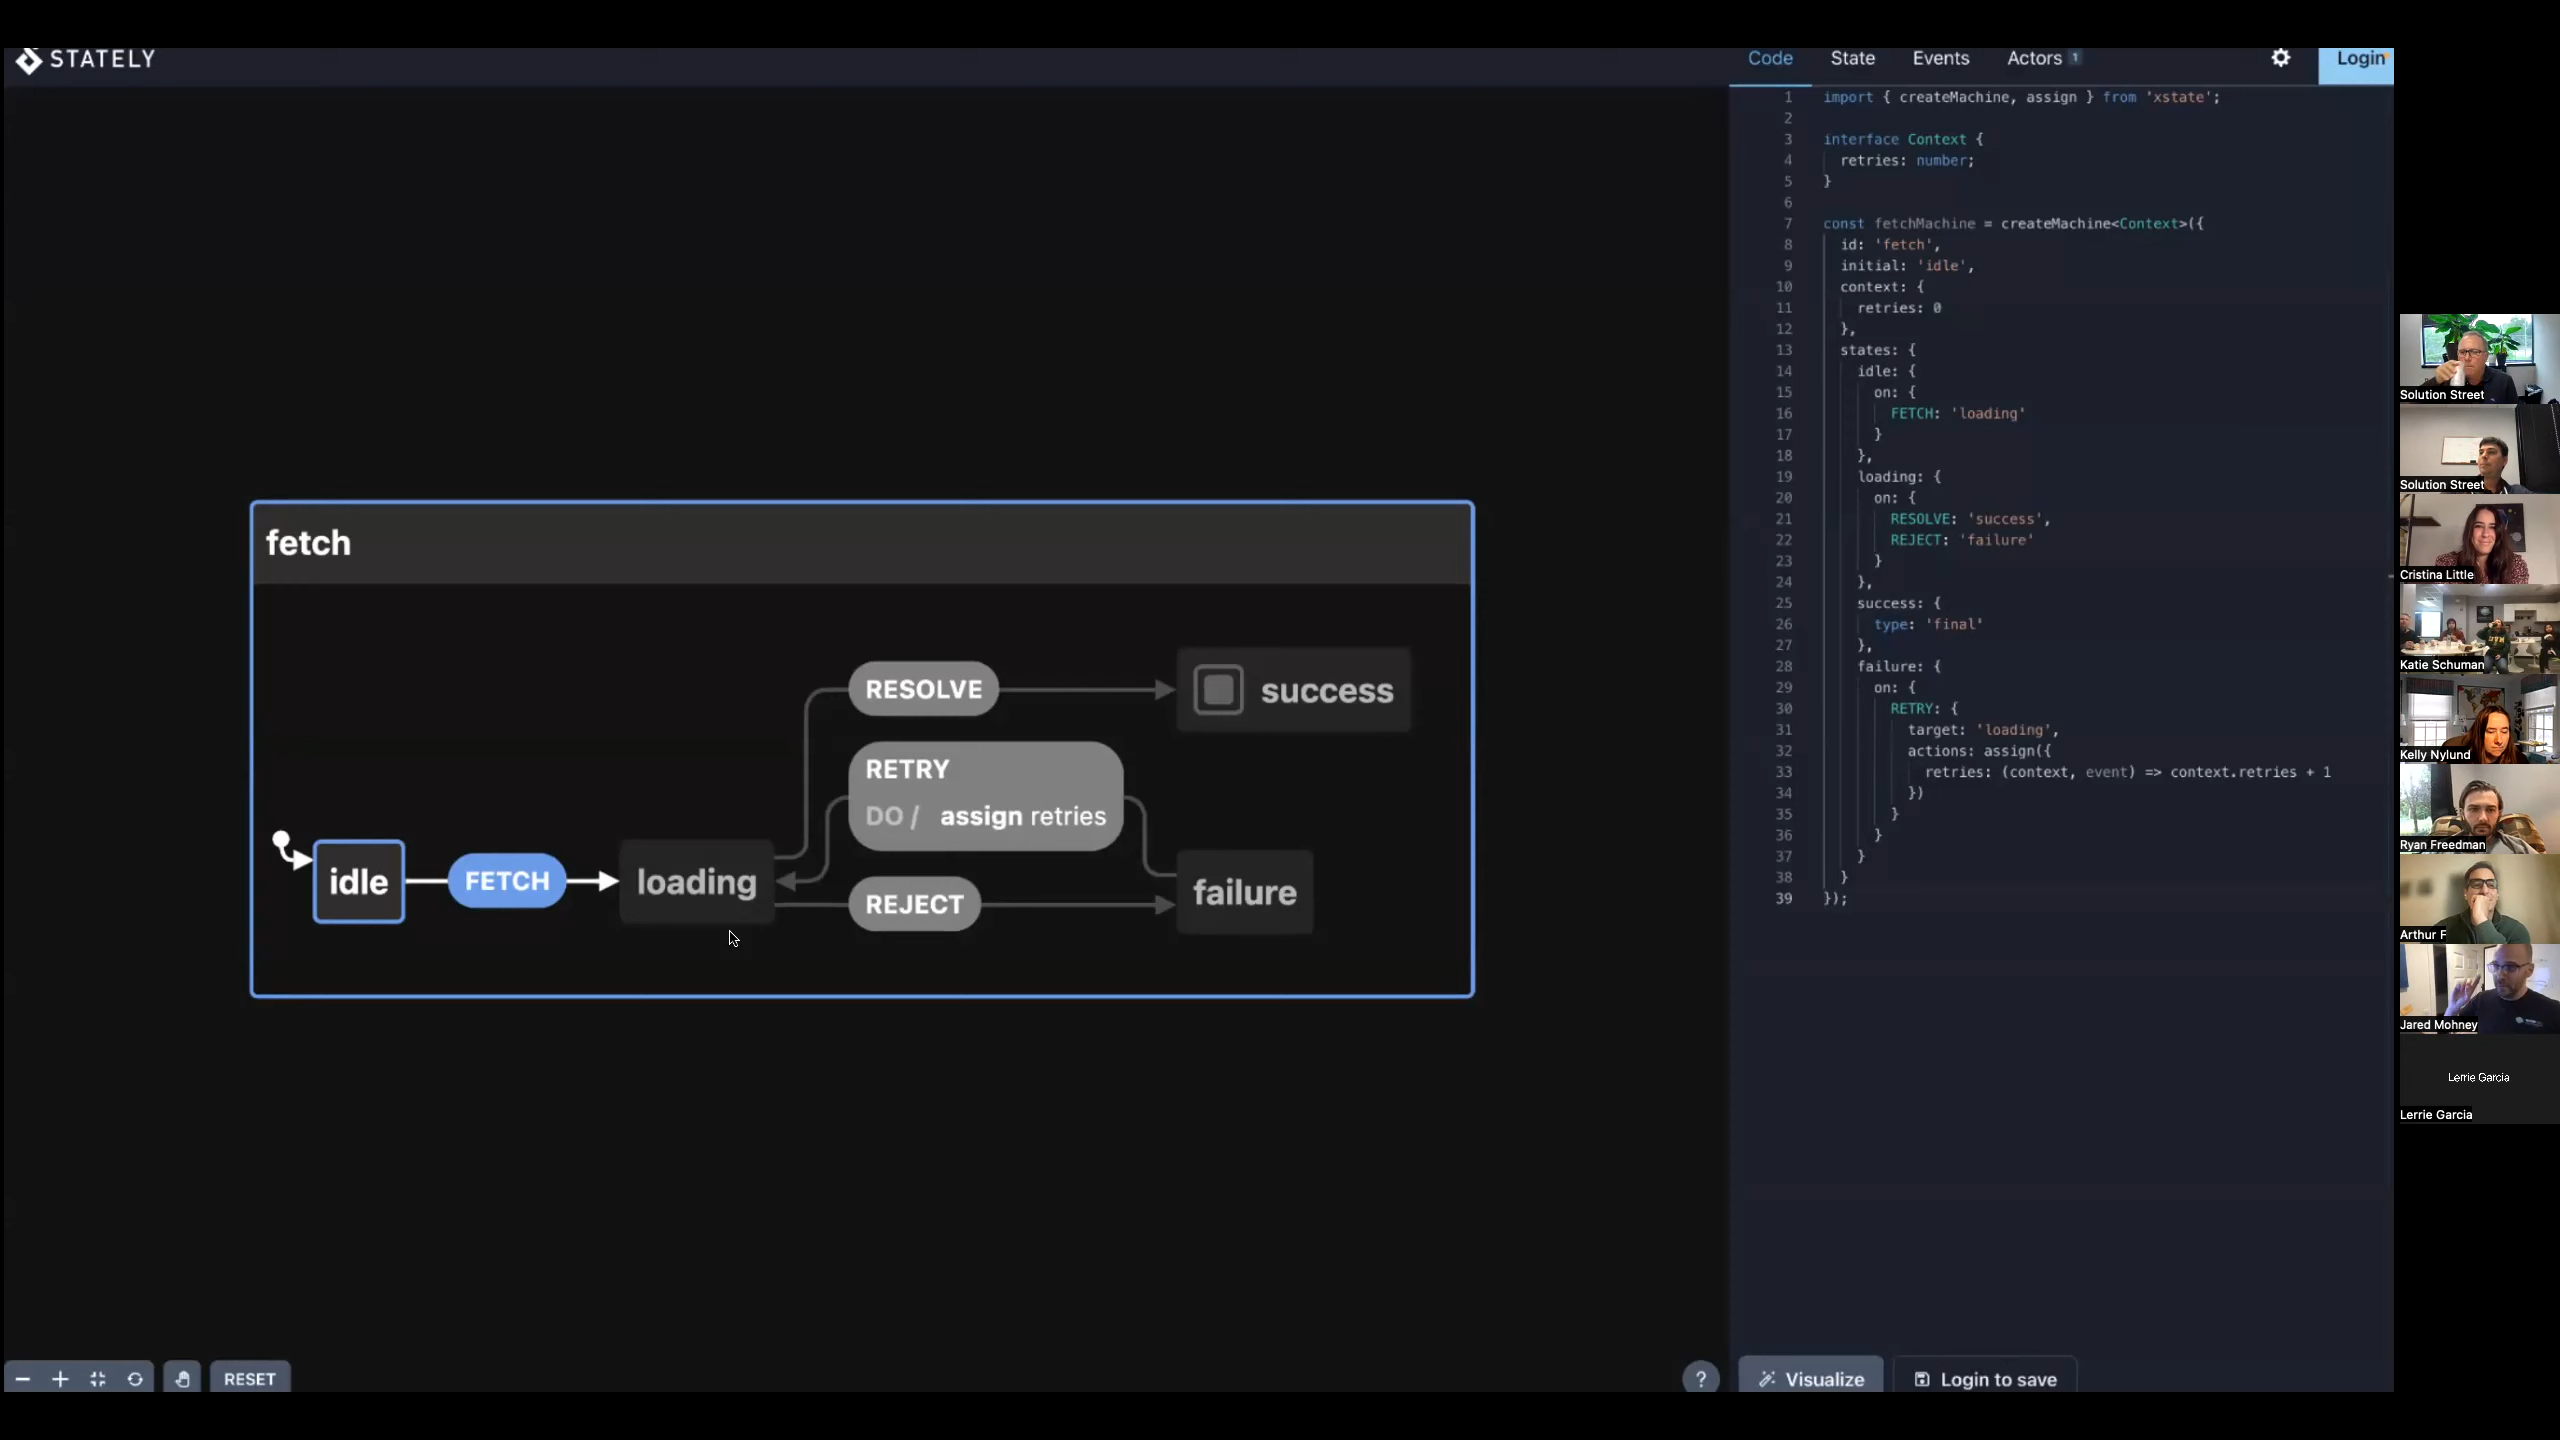 STATELY
Code State Events Actors 1 Login
1 import { createMachine, assign } from 'xstate';
2
3 interface Context {
4 retries: number;
5 }
6
7 const fetchMachine = createMachine<Context>({
8 id: 'fetch',
9 initial: 'idle',
10 context: {
11 retries: 0
12 },
13 states: {
14 idle: {
15 on: {
16 FETCH: 'loading'
17 }
18 },
19 loading: {
20 on: {
21 RESOLVE: 'success',
22 REJECT: 'failure'
23 }
24 },
25 success: {
26 type: 'final'
27 },
28 failure: {
29 on: {
30 RETRY: {
31 target: 'loading',
32 actions: assign({
33 retries: (context, event) => context.retries + 1
34 })
35 }
36 }
37 }
38 }
39 });
fetch
RESOLVE
success
RETRY
DO / assign retries
idle
FETCH
loading
REJECT
failure
RESET
?
Visualize
Login to save
Solution Street
Solution Street
Cristina Little
Katie Schuman
Kelly Nylund
Ryan Freedman
Arthur F
Jared Mohney
Lerrie Garcia
Lerrie Garcia